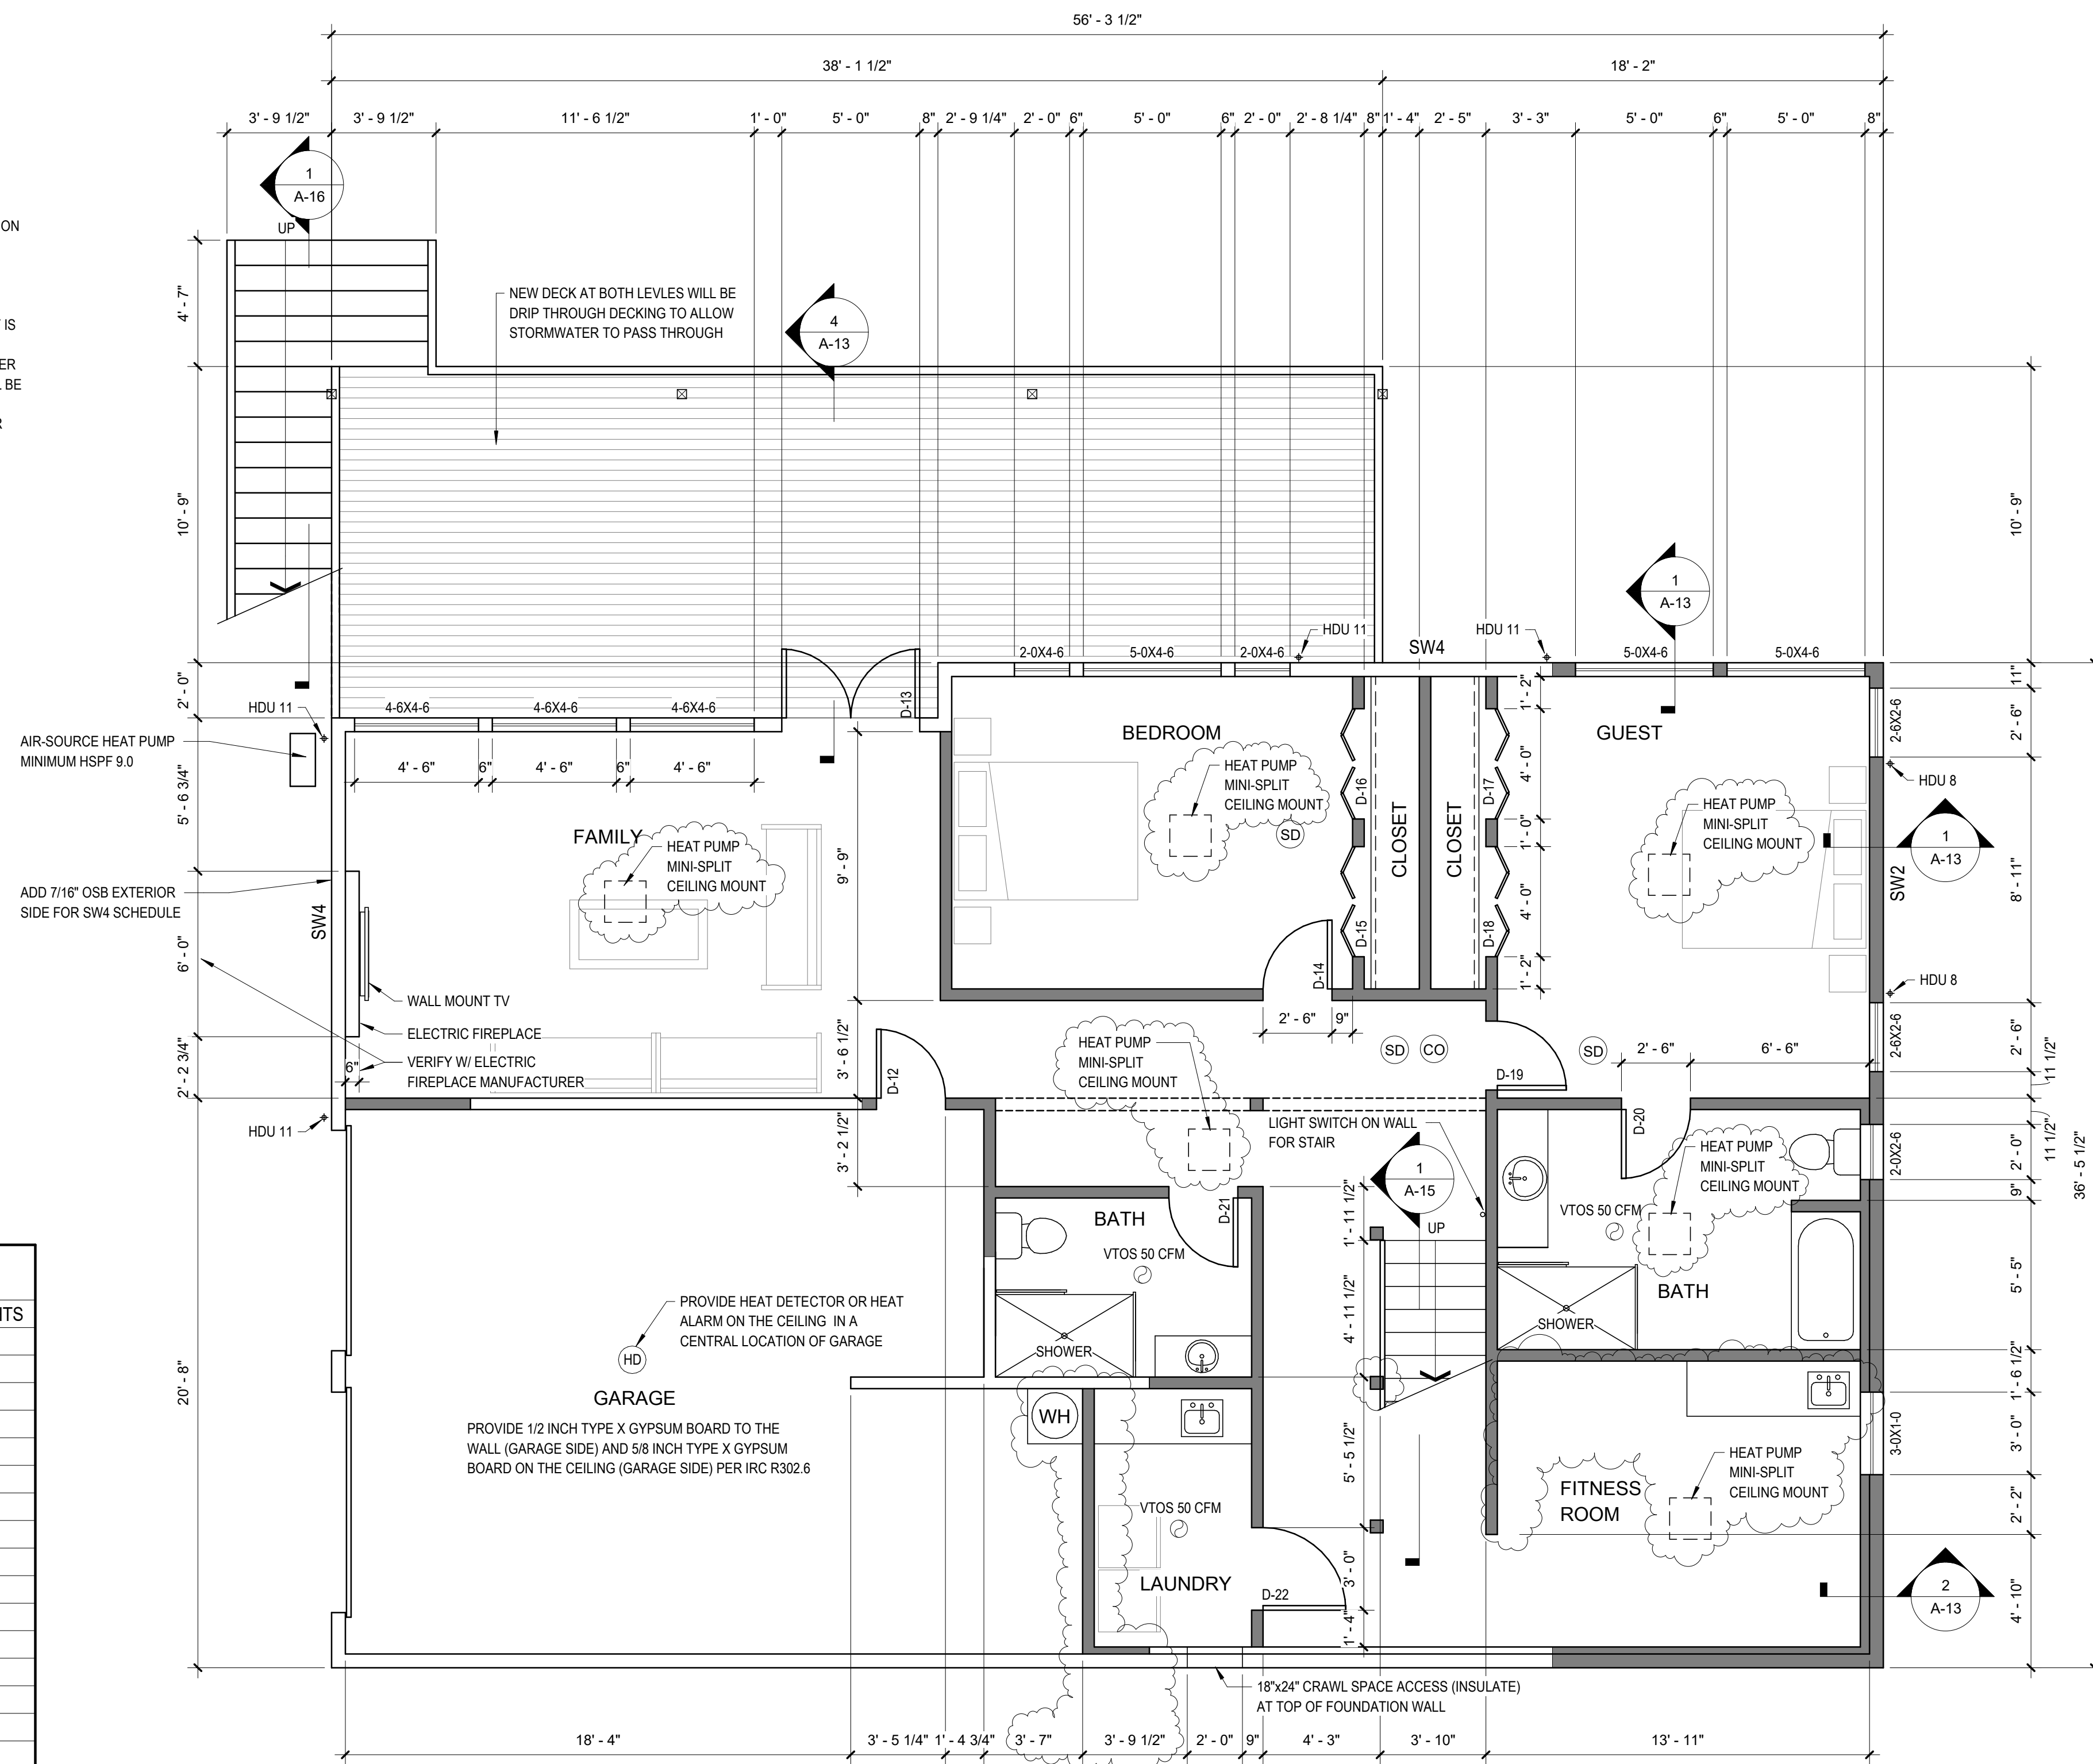 56' - 3 1/2"
38' - 1 1/2"
18' - 2"
3' - 9 1/2"
3' - 9 1/2"
11' - 6 1/2"
1' - 0"
5' - 0"
8"
2' - 9 1/4"
2' - 0"
6"
5' - 0"
6"
2' - 0"
2' - 8 1/4"
8"
1' - 4"
2' - 5"
3' - 3"
5' - 0"
6"
5' - 0"
8"
1
A-16
UP
ON
IS
ER
BE
R
4' - 7"
10' - 9"
2' - 0"
5' - 6 3/4"
6' - 0"
2' - 2 3/4"
20' - 8"
NEW DECK AT BOTH LEVLES WILL BE
DRIP THROUGH DECKING TO ALLOW
STORMWATER TO PASS THROUGH
4
A-13
1
A-13
10' - 9"
HDU 11
SW4
HDU 11
2-0X4-6
5-0X4-6
2-0X4-6
5-0X4-6
5-0X4-6
HDU 11
4-6X4-6
4-6X4-6
4-6X4-6
D-13
AIR-SOURCE HEAT PUMP
MINIMUM HSPF 9.0
4' - 6"
6"
4' - 6"
6"
4' - 6"
BEDROOM
HEAT PUMP
MINI-SPLIT
CEILING MOUNT
SD
D-16
D-15
CLOSET
CLOSET
D-17
D-18
1' - 2"
4' - 0"
1' - 0"
4' - 0"
1' - 2"
GUEST
HEAT PUMP
MINI-SPLIT
CEILING MOUNT
2-6X2-6
HDU 8
1
A-13
SW2
HDU 8
2-6X2-6
11"
2' - 6"
8' - 11"
2' - 6"
11 1/2"
11 1/2"
2' - 0"
9"
5' - 5"
1' - 6 1/2"
3' - 0"
2' - 2"
4' - 10"
36' - 5 1/2"
FAMILY
HEAT PUMP
MINI-SPLIT
CEILING MOUNT
9' - 9"
3' - 6 1/2"
3' - 2 1/2"
ADD 7/16" OSB EXTERIOR
SIDE FOR SW4 SCHEDULE
SW4
WALL MOUNT TV
ELECTRIC FIREPLACE
VERIFY W/ ELECTRIC
FIREPLACE MANUFACTURER
6"
HDU 11
D-12
D-14
2' - 6"
9"
HEAT PUMP
MINI-SPLIT
CEILING MOUNT
SD
CO
SD
D-19
2' - 6"
6' - 6"
D-20
LIGHT SWITCH ON WALL
FOR STAIR
1
A-15
UP
HEAT PUMP
MINI-SPLIT
CEILING MOUNT
2-0X2-6
VTOS 50 CFM
BATH
SHOWER
BATH
VTOS 50 CFM
D-21
SHOWER
1' - 11 1/2"
4' - 11 1/2"
5' - 5 1/2"
3' - 0"
1' - 4"
PROVIDE HEAT DETECTOR OR HEAT
ALARM ON THE CEILING IN A
CENTRAL LOCATION OF GARAGE
HD
GARAGE
PROVIDE 1/2 INCH TYPE X GYPSUM BOARD TO THE
WALL (GARAGE SIDE) AND 5/8 INCH TYPE X GYPSUM
BOARD ON THE CEILING (GARAGE SIDE) PER IRC R302.6
WH
VTOS 50 CFM
LAUNDRY
D-22
FITNESS
ROOM
HEAT PUMP
MINI-SPLIT
CEILING MOUNT
3-0X1-0
2
A-13
ITS
18"x24" CRAWL SPACE ACCESS (INSULATE)
AT TOP OF FOUNDATION WALL
18' - 4"
3' - 5 1/4"
1' - 4 3/4"
3' - 7"
3' - 9 1/2"
2' - 0"
9"
4' - 3"
3' - 10"
13' - 11"